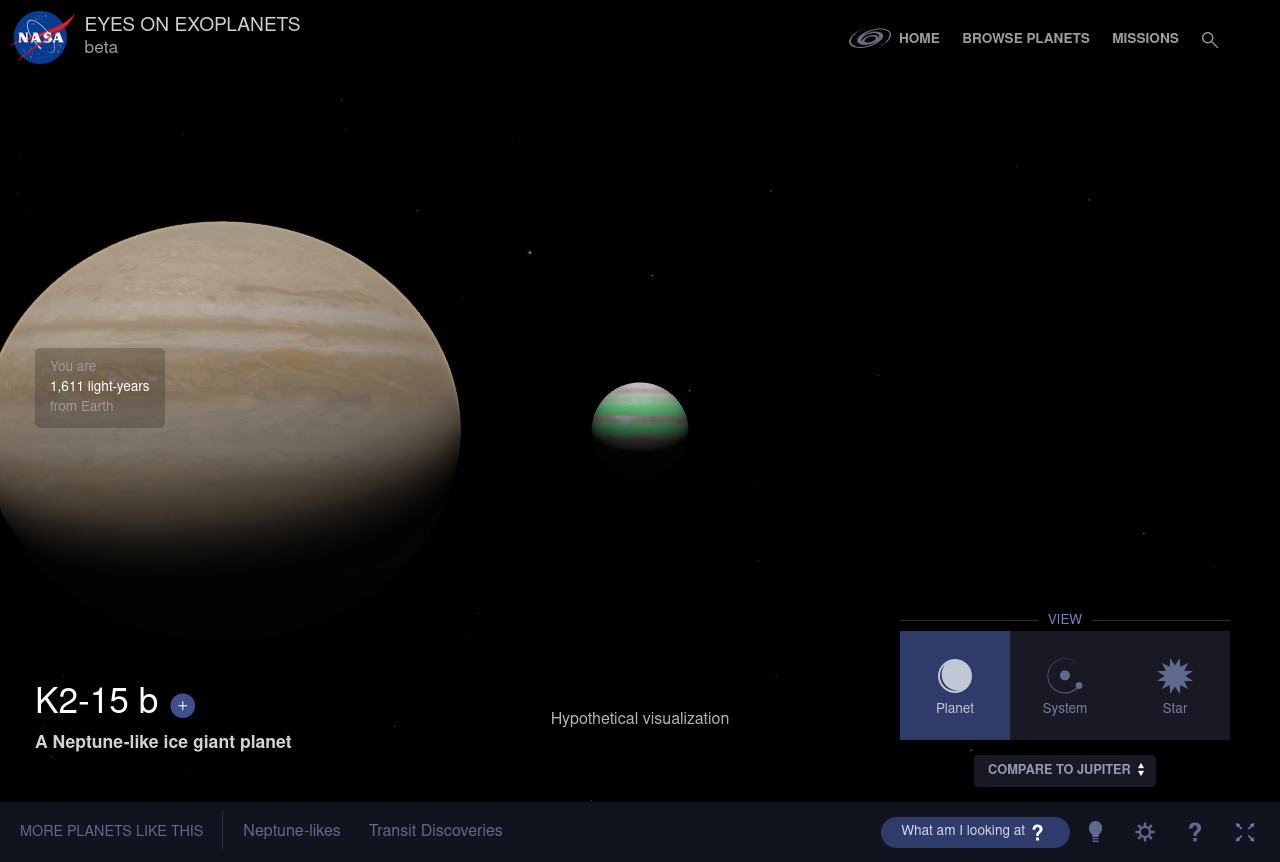 NASA
EYES ON EXOPLANETS
beta
HOME
BROWSE PLANETS
MISSIONS
You are
1,611 light-years
from Earth
VIEW
Planet
System
Star
K2-15 b +
A Neptune-like ice giant planet
Hypothetical visualization
COMPARE TO JUPITER
MORE PLANETS LIKE THIS
Neptune-likes
Transit Discoveries
What am I looking at ?
?